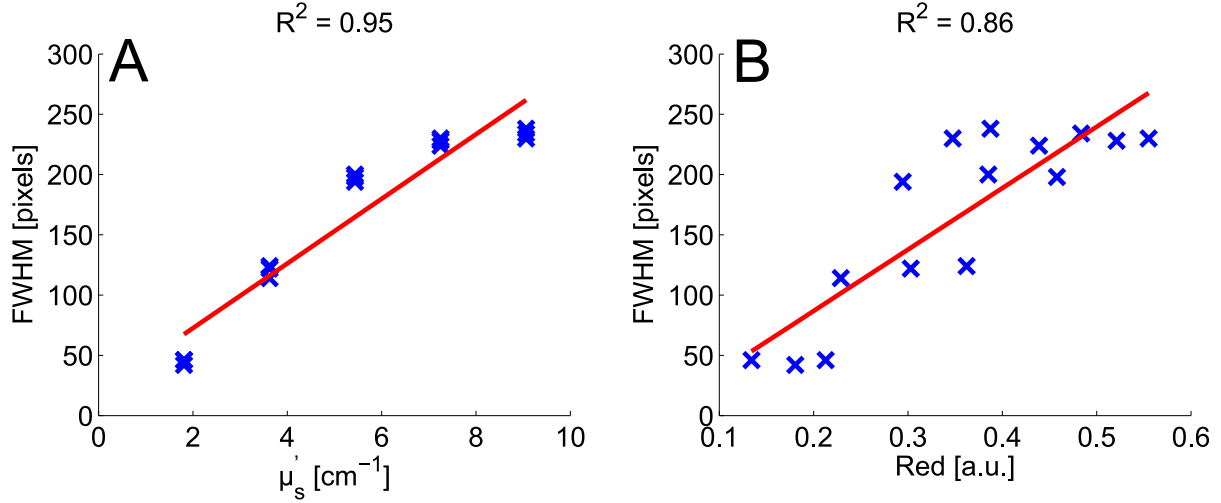 R² = 0.95
A
300
250
200
150
100
50
0
FWHM [pixels]
0 2 4 6 8 10
μs' [cm⁻¹]
R² = 0.86
B
300
250
200
150
100
50
0
FWHM [pixels]
0.1 0.2 0.3 0.4 0.5 0.6
Red [a.u.]